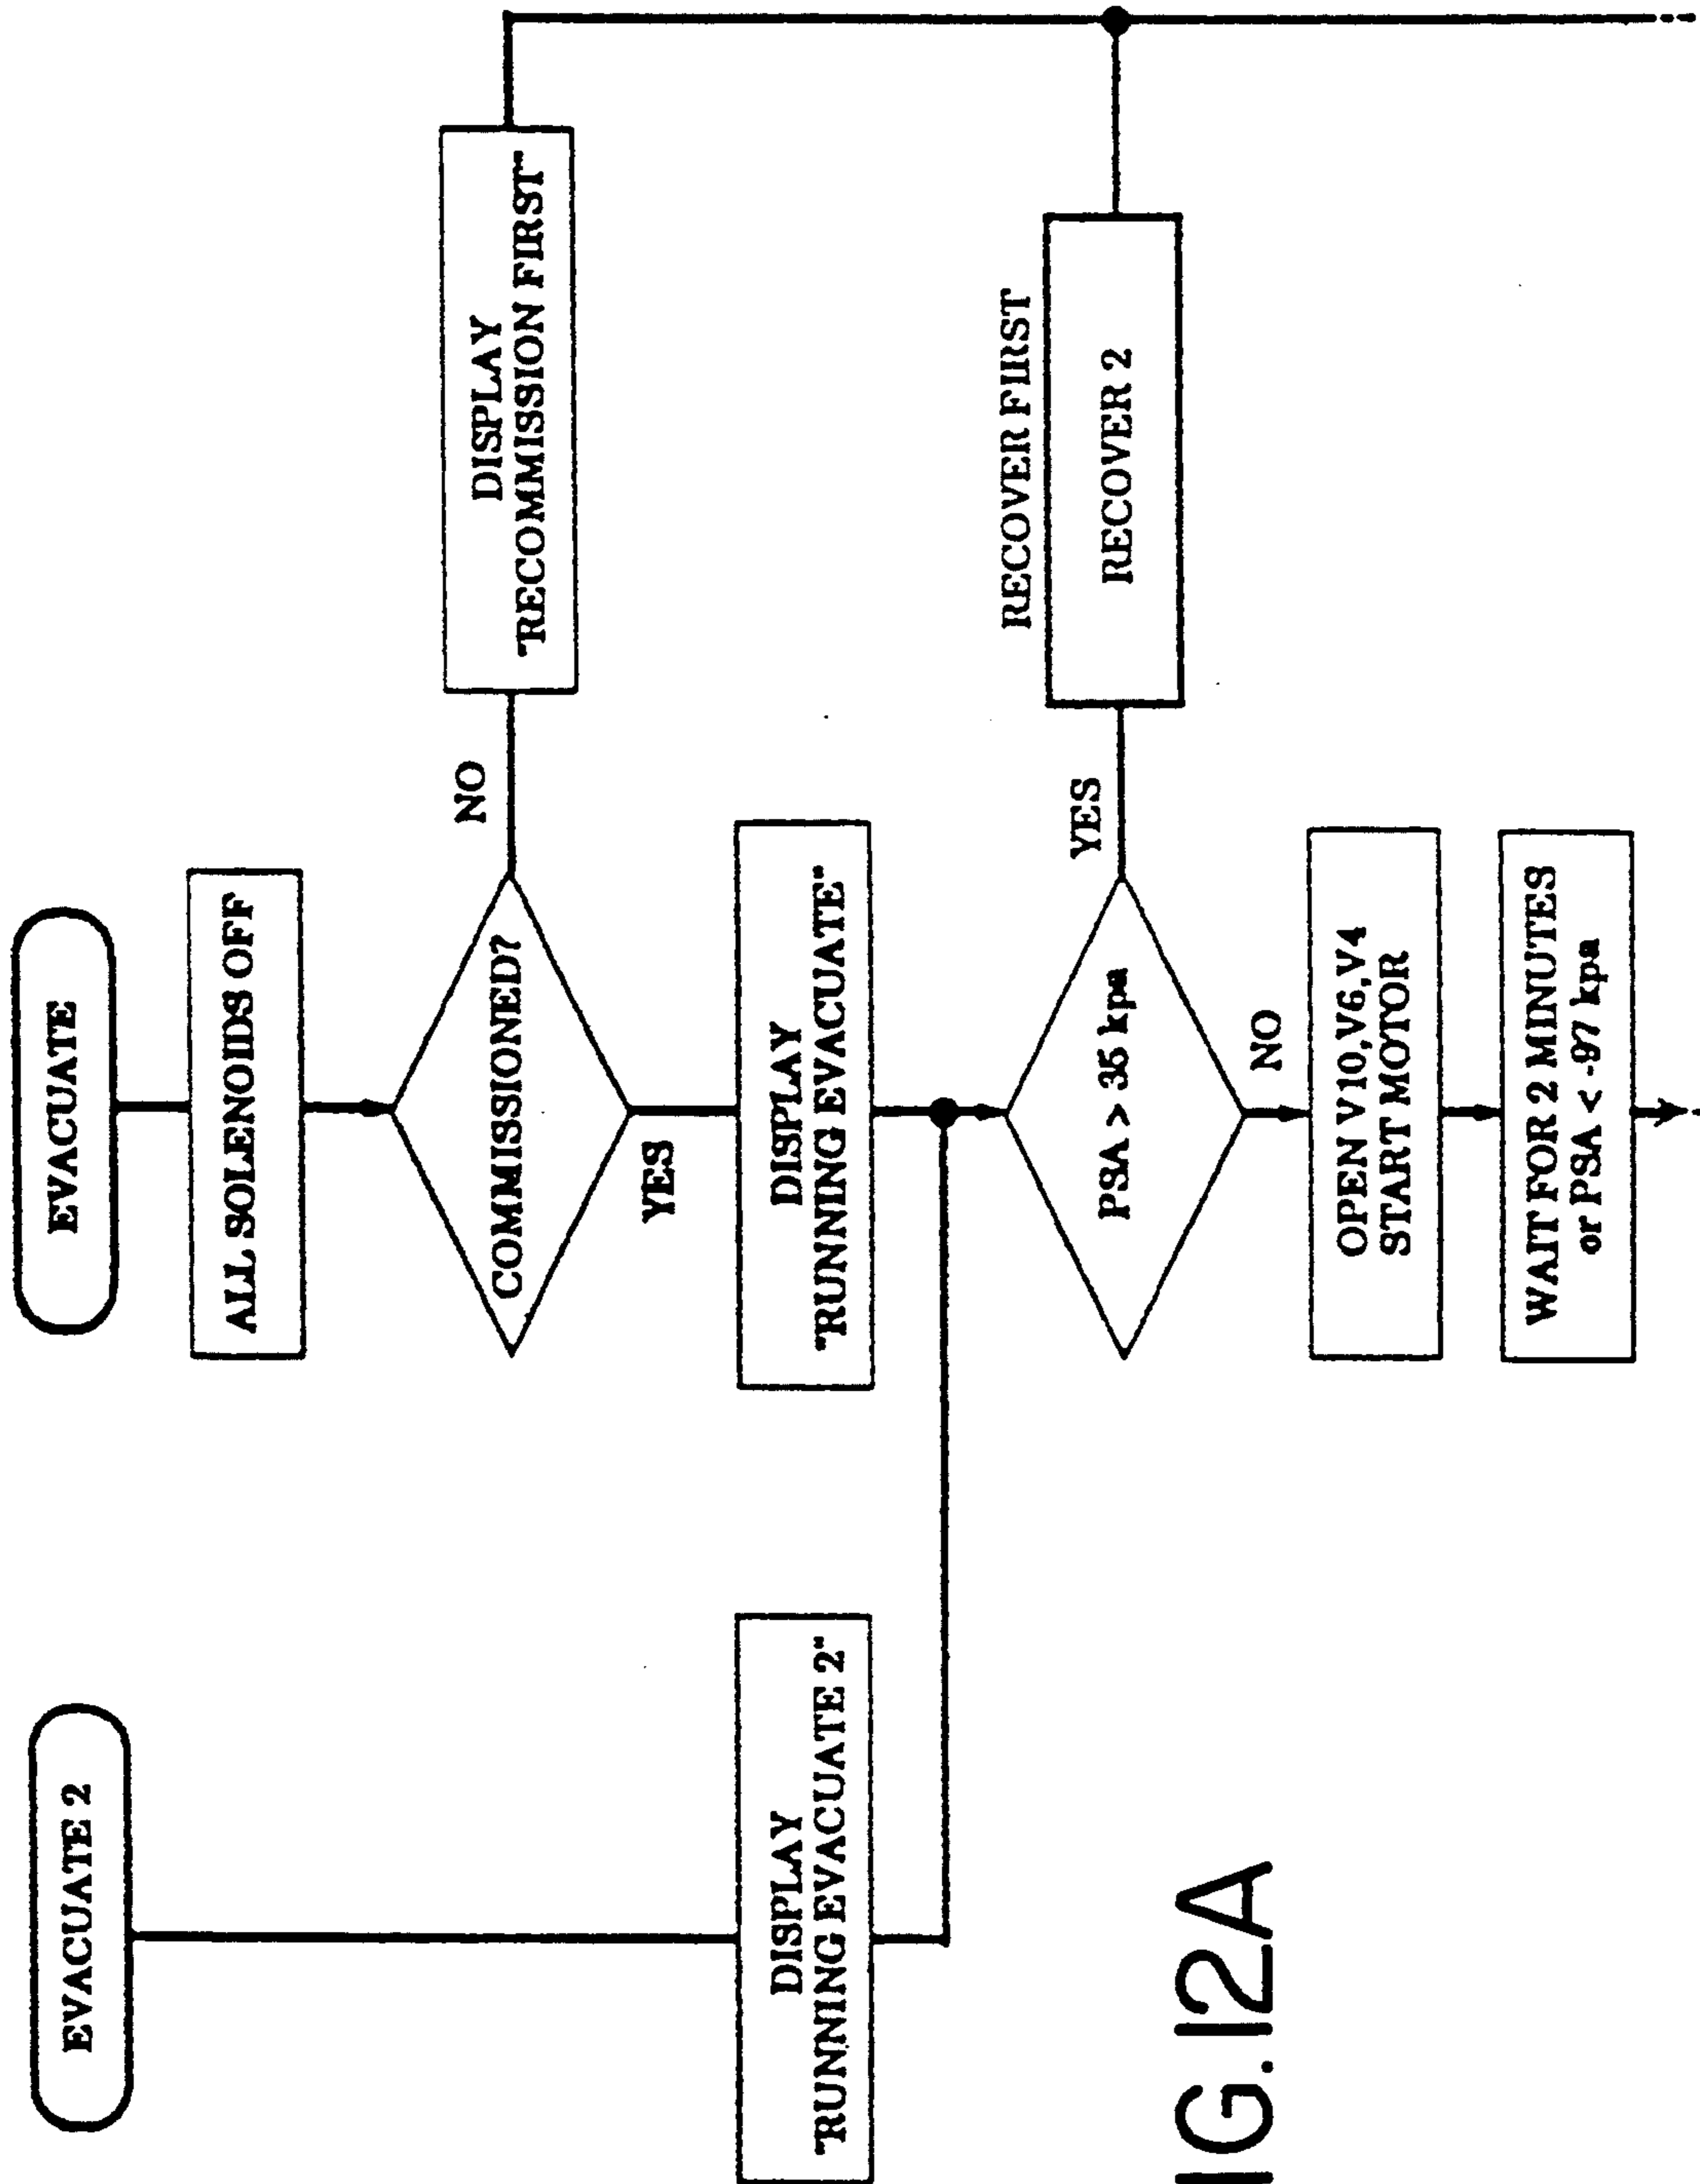 EVACUATE 2
EVACUATE
ALL SOLENOIDS OFF
COMMISSIONED?
NO
DISPLAY
"RECOMMISSION FIRST"
YES
DISPLAY
"RUNNING EVACUATE 2"
DISPLAY
"RUNNING EVACUATE"
PSA > 35 kpa
YES
RECOVER FIRST
RECOVER 2
NO
OPEN V10,V6,V4
START MOTOR
WAIT FOR 2 MINUTES
or PSA < -97 kpa
IG.12A